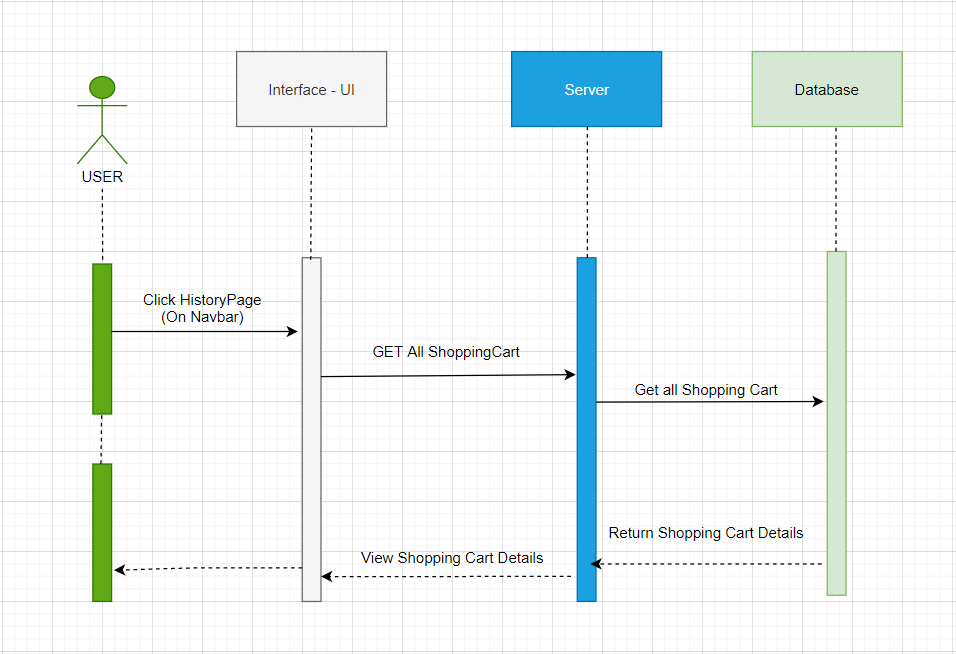 Interface - UI
Server
Database
USER
Click HistoryPage
(On Navbar)
GET All ShoppingCart
Get all Shopping Cart
Return Shopping Cart Details
View Shopping Cart Details